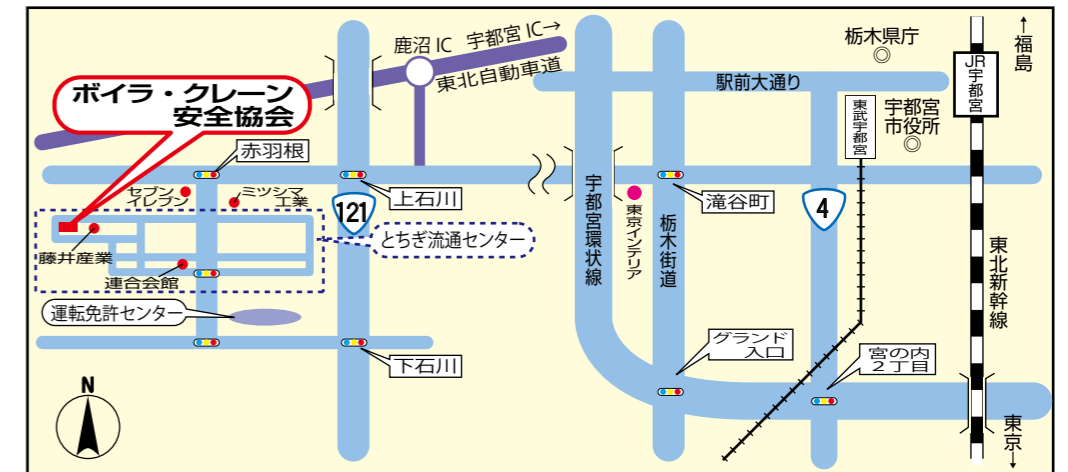 鹿沼 IC
宇都宮 IC→
東北自動車道
栃木県庁
←福島
JR宇都宮
駅前大通り
ボイラ・クレーン
安全協会
東武宇都宮
宇都宮
市役所
赤羽根
セブン
イレブン
ミツシマ
工業
上石川
121
宇都宮環状線
東京インテリア
滝谷町
栃木街道
4
藤井産業
とちぎ流通センター
連合会館
東北新幹線
運転免許センター
下石川
グランド
入口
宮の内
2丁目
N
東京→